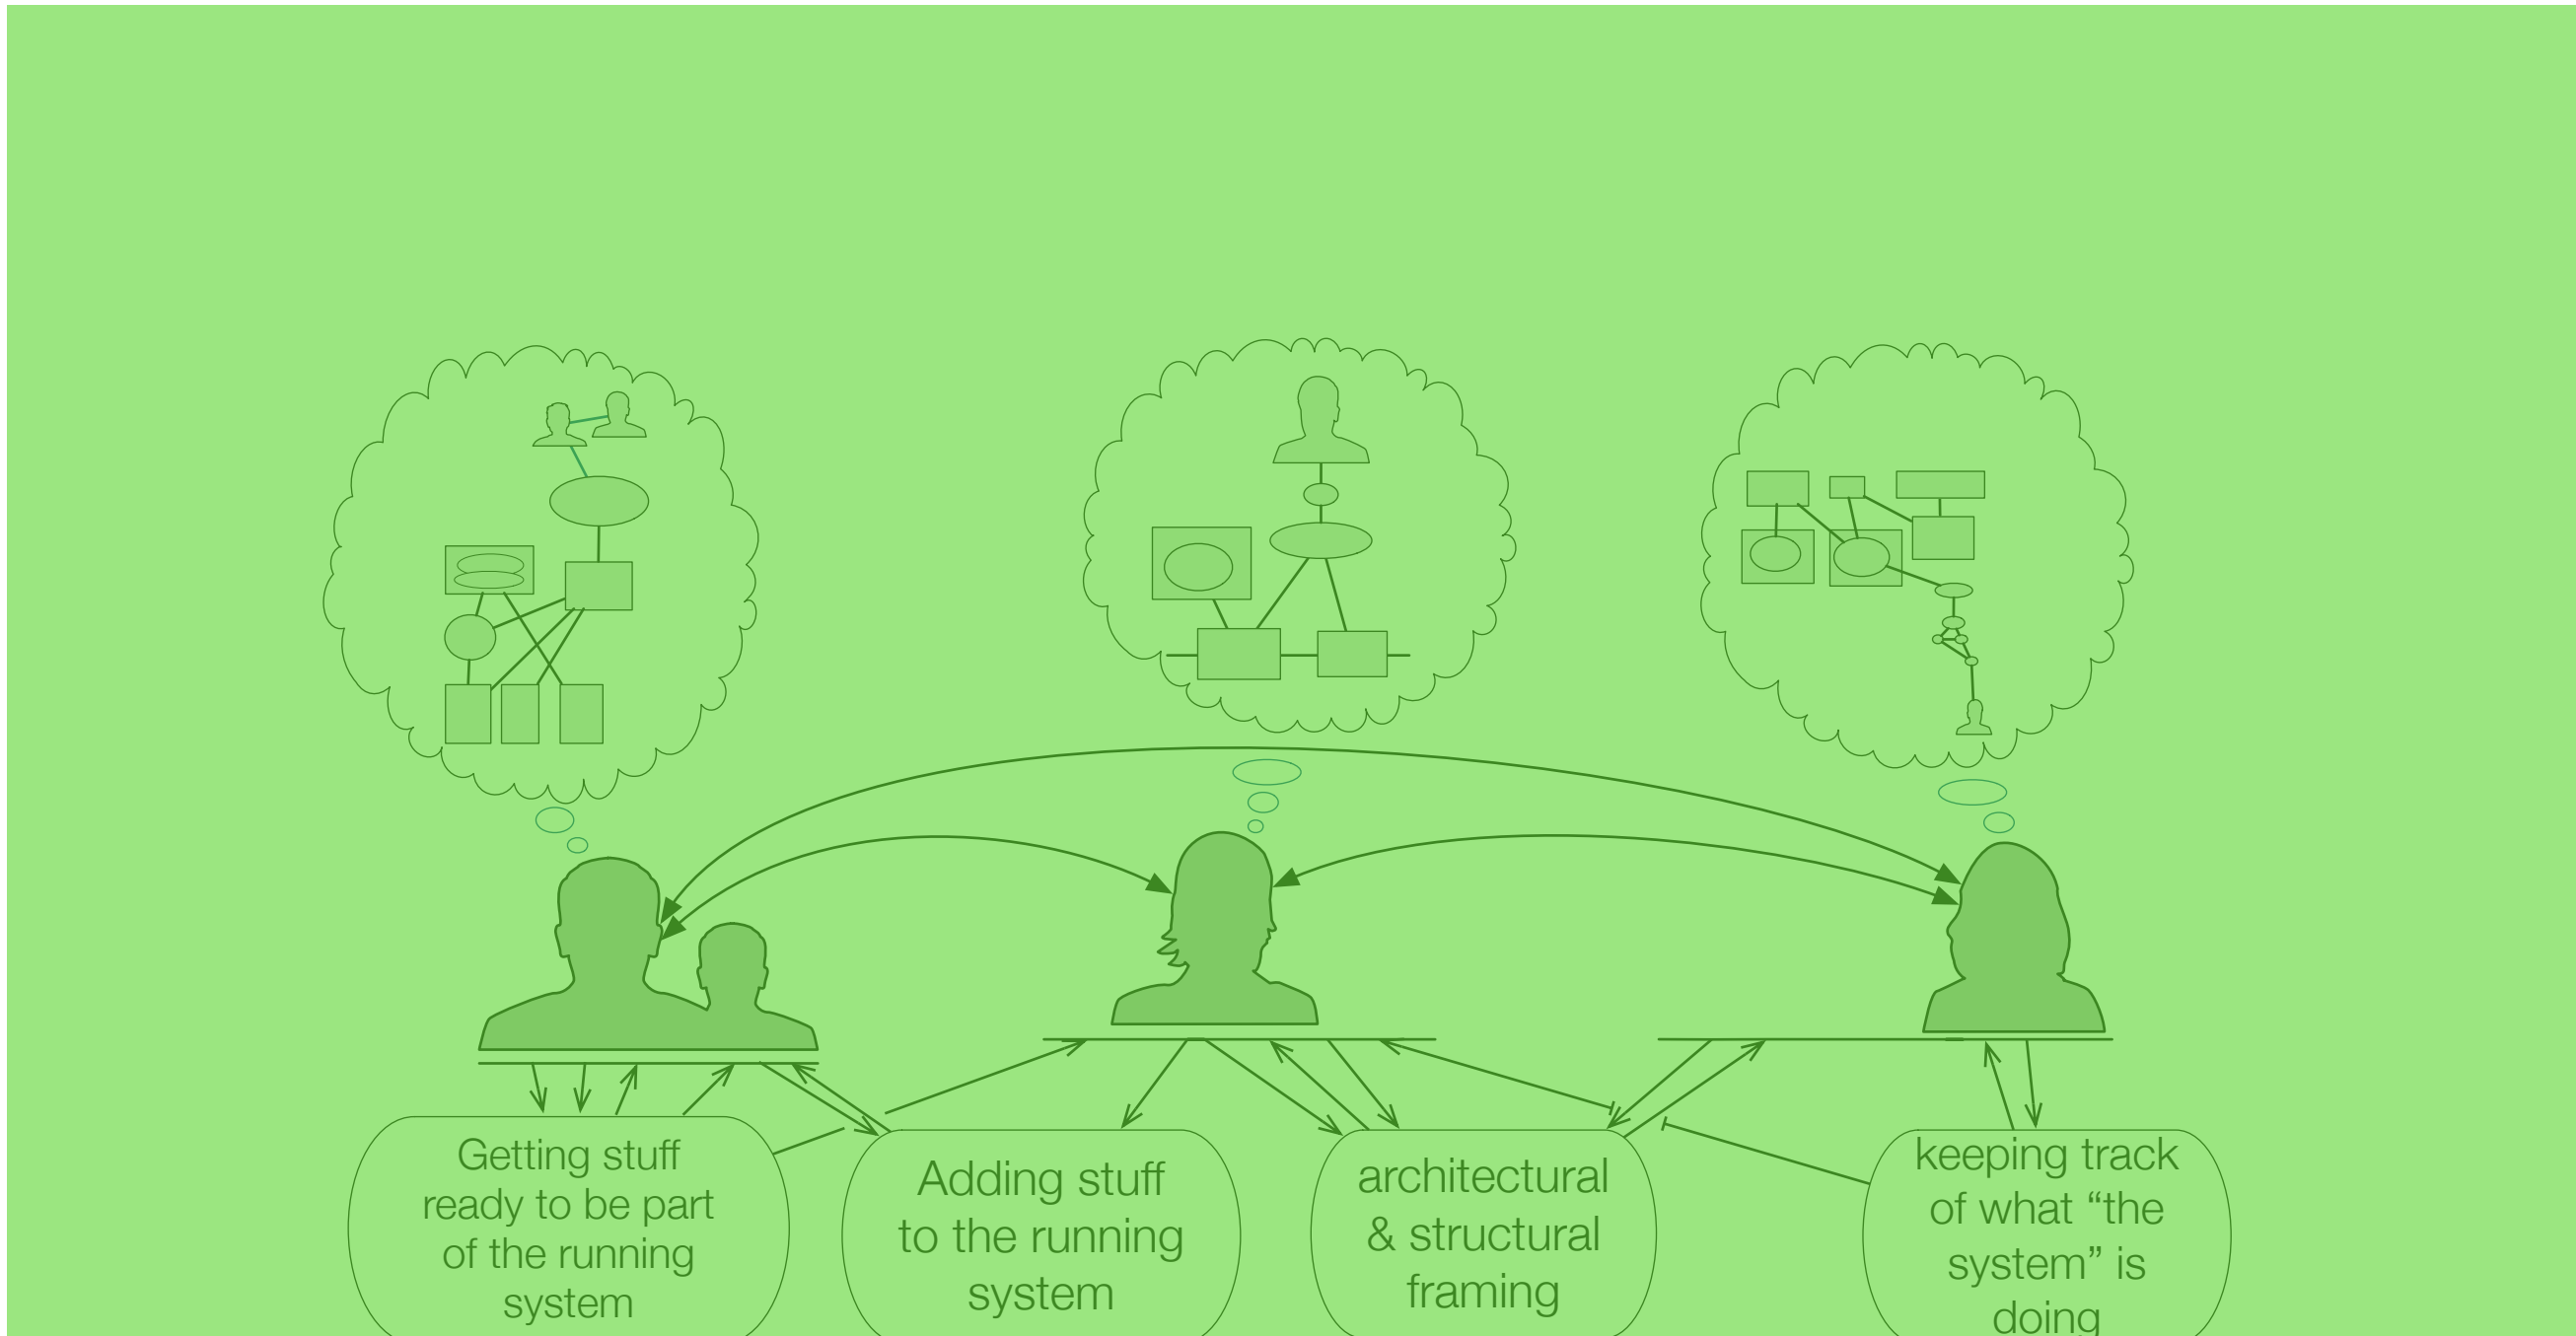 Getting stuff
ready to be part
of the running
system
Adding stuff
to the running
system
architectural
& structural
framing
keeping track
of what “the
system” is
doing